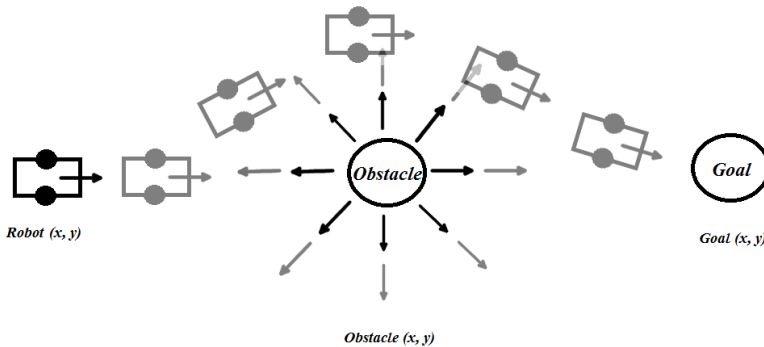 Obstacle
Goal
Robot (x, y)
Goal (x, y)
Obstacle (x, y)